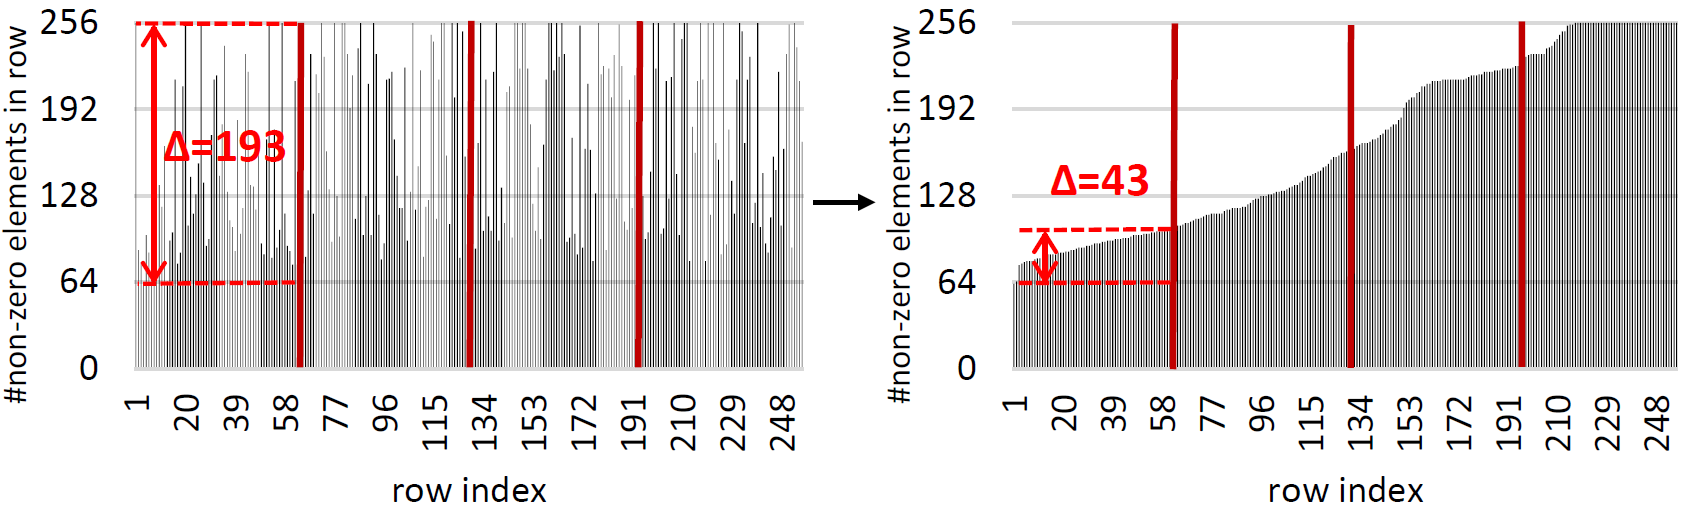 #non-zero elements in row
256
192
128
64
0
Δ=193
1 20 39 58 77 96 115 134 153 172 191 210 229 248
row index
#non-zero elements in row
256
192
128
64
0
Δ=43
1 20 39 58 77 96 115 134 153 172 191 210 229 248
row index